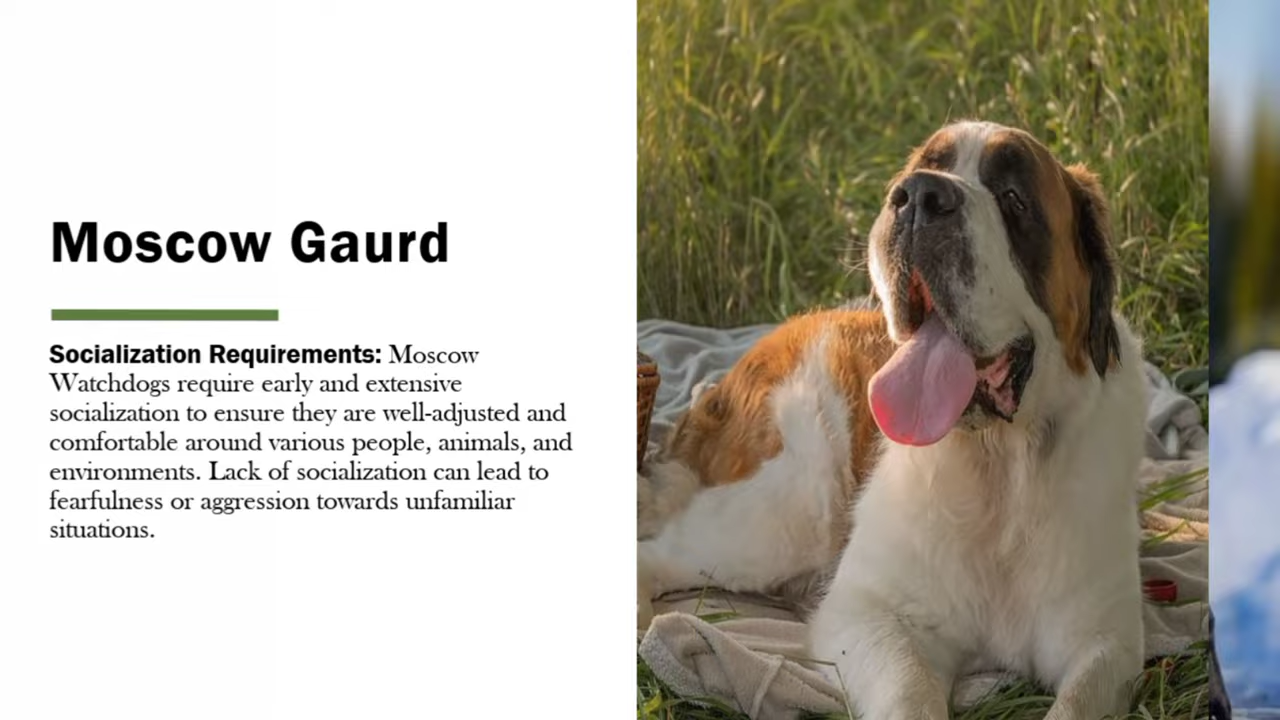 Moscow Gaurd
Socialization Requirements: Moscow
Watchdogs require early and extensive
socialization to ensure they are well-adjusted and
comfortable around various people, animals, and
environments. Lack of socialization can lead to
fearfulness or aggression towards unfamiliar
situations.